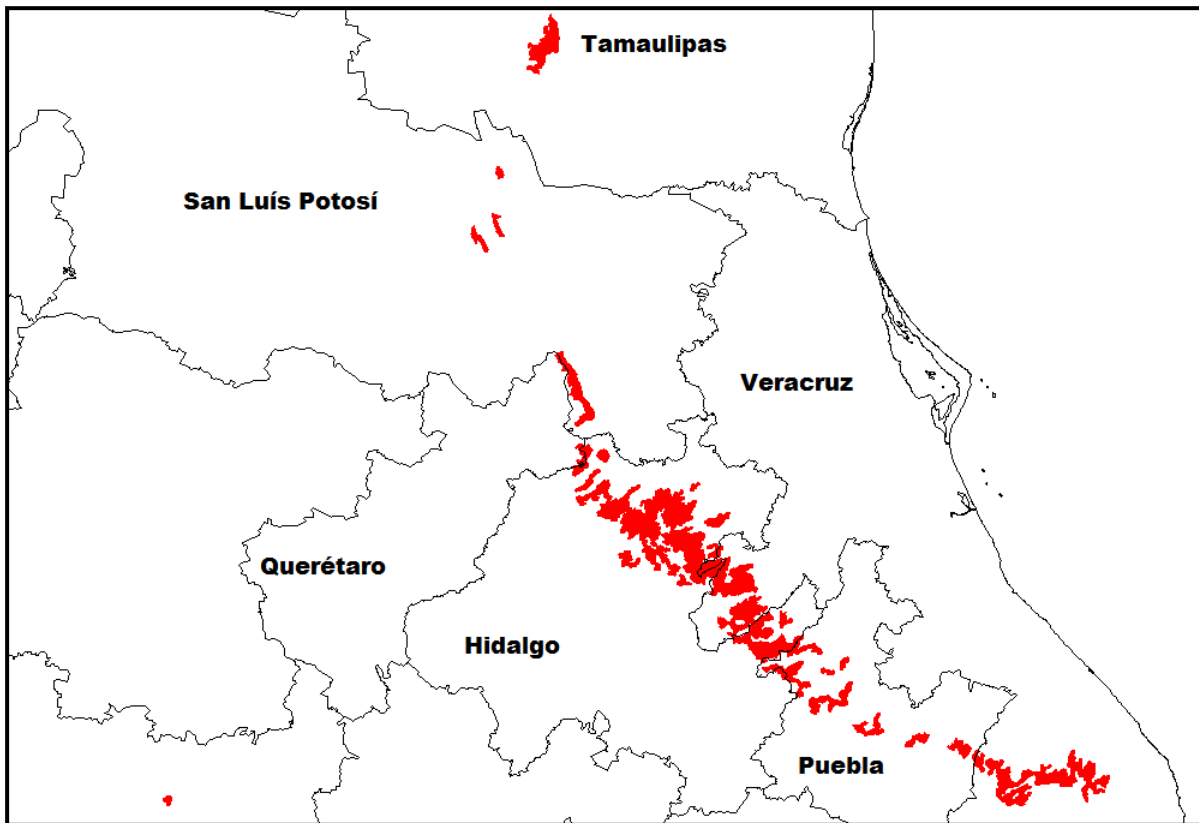 Tamaulipas
San Luís Potosí
Veracruz
Querétaro
Hidalgo
Puebla